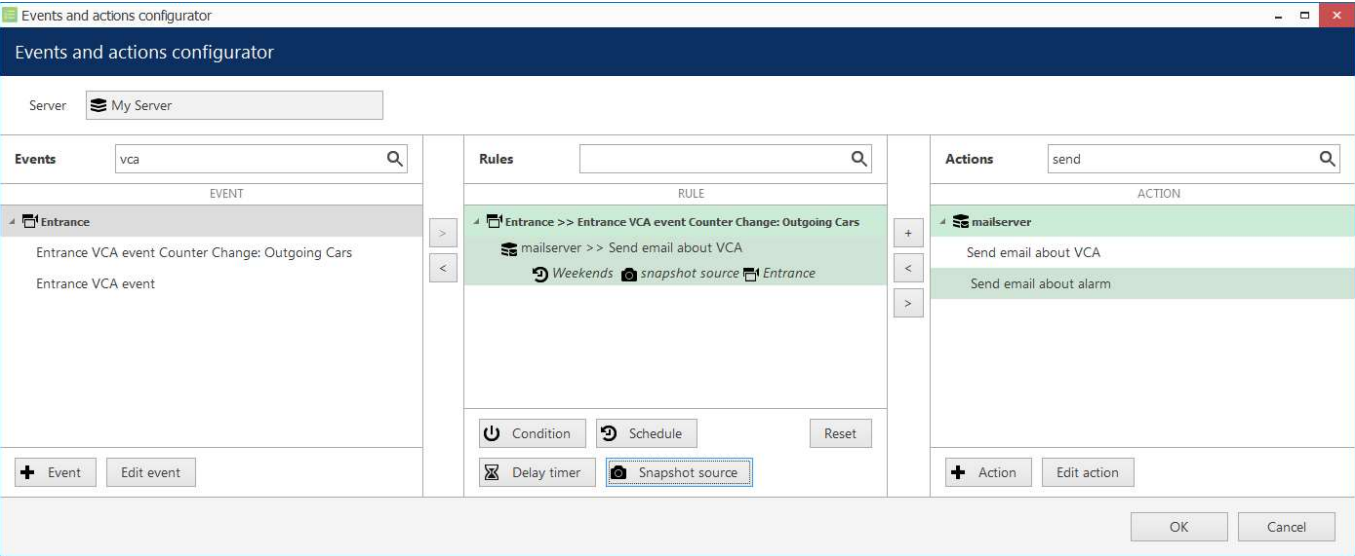 Events and actions configurator
Events and actions configurator
Server My Server
Events vca
EVENT
Entrance
Entrance VCA event Counter Change: Outgoing Cars
Entrance VCA event
+ Event Edit event
>
<
Rules
RULE
Entrance >> Entrance VCA event Counter Change: Outgoing Cars
mailserver >> Send email about VCA
Weekends snapshot source Entrance
Condition Schedule Reset
Delay timer Snapshot source
+
<
>
Actions send
ACTION
mailserver
Send email about VCA
Send email about alarm
+ Action Edit action
OK Cancel